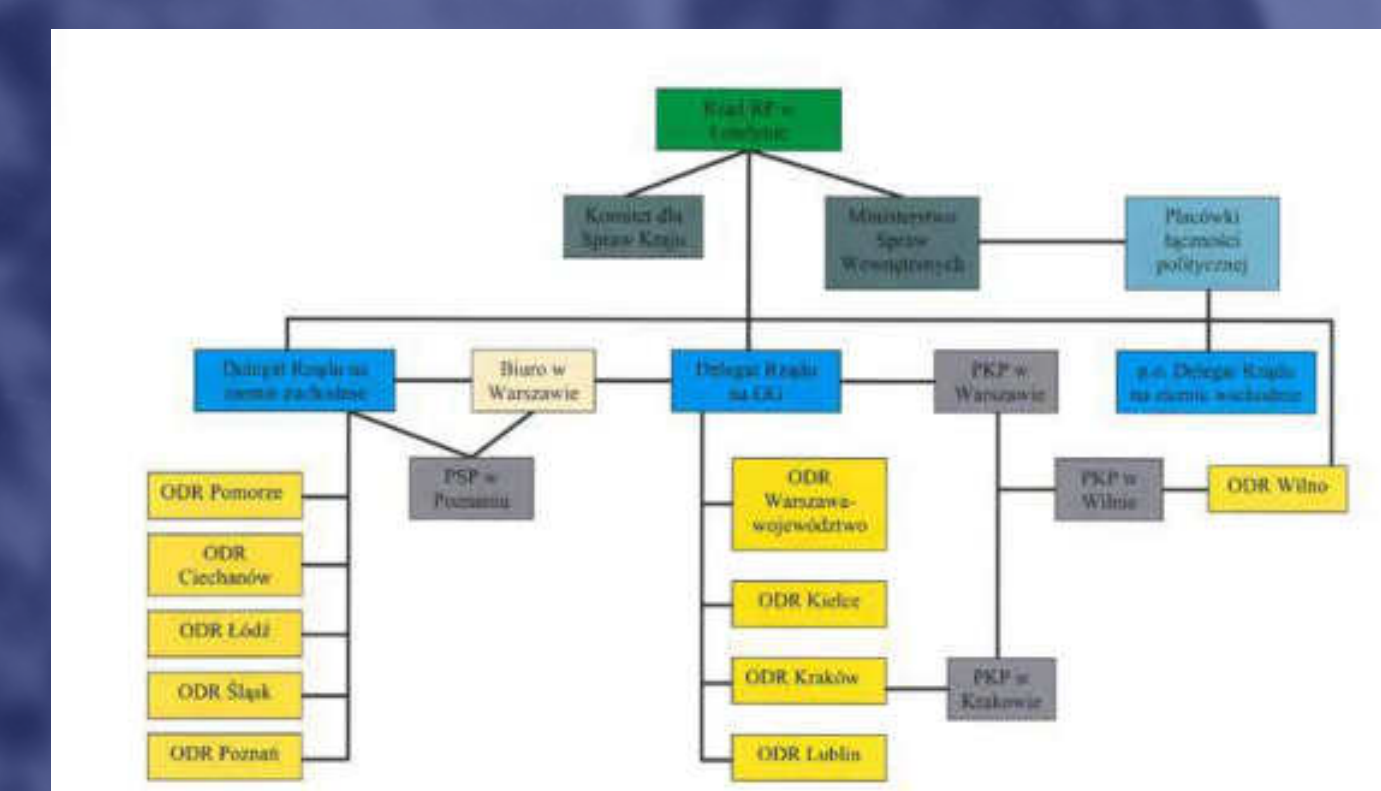 Rząd RP w
Londynie
Komitet dla
Spraw Kraju
Ministerstwo
Spraw
Wewnętrznych
Placówki
łączności
politycznej
Delegat Rządu na
ziemie zachodnie
Biuro w
Warszawie
Delegat Rządu
na GG
PKP w
Warszawie
p.o. Delegat Rządu
na ziemie wschodnie
PSP w
Poznaniu
ODR Pomorze
ODR
Ciechanów
ODR Łódź
ODR Śląsk
ODR Poznań
ODR
Warszawa-
województwo
ODR Kielce
ODR Kraków
ODR Lublin
PKP w
Wilnie
ODR Wilno
PKP w
Krakowie